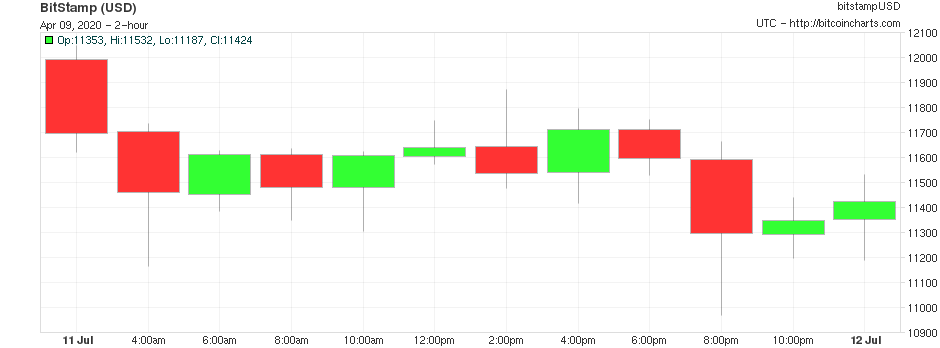 BitStamp (USD)
bitstampUSD
Apr 09, 2020 - 2-hour
UTC - http://bitcoincharts.com
Op:11353, Hi:11532, Lo:11187, Cl:11424
12100
12000
11900
11800
11700
11600
11500
11400
11300
11200
11100
11000
10900
11 Jul 4:00am 6:00am 8:00am 10:00am 12:00pm 2:00pm 4:00pm 6:00pm 8:00pm 10:00pm 12 Jul